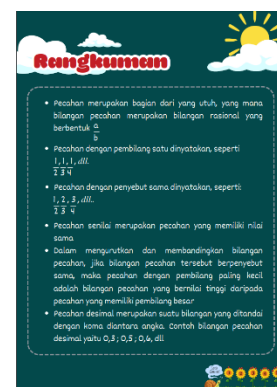 Rangkuman
• Pecahan merupakan bagian dari yang utuh, yang mana
bilangan pecahan merupakan bilangan rasional yang
berbentuk a/b
• Pecahan dengan pembilang satu dinyatakan, seperti
1/2, 1/3, 1/4, dll.
• Pecahan dengan penyebut sama dinyatakan, seperti:
1/2, 2/3, 3/4, dll..
• Pecahan senilai merupakan pecahan yang memiliki nilai
sama
• Dalam mengurutkan dan membandingkan bilangan
pecahan, jika bilangan pecahan tersebut berpenyebut
sama, maka pecahan dengan pembilang paling kecil
adalah bilangan pecahan yang bernilai tinggi daripada
pecahan yang memiliki pembilang besar
• Pecahan desimal merupakan suatu bilangan yang ditandai
dengan koma diantara angka. Contoh bilangan pecahan
desimal yaitu 0,3 ; 0,5 ; 0,6, dll